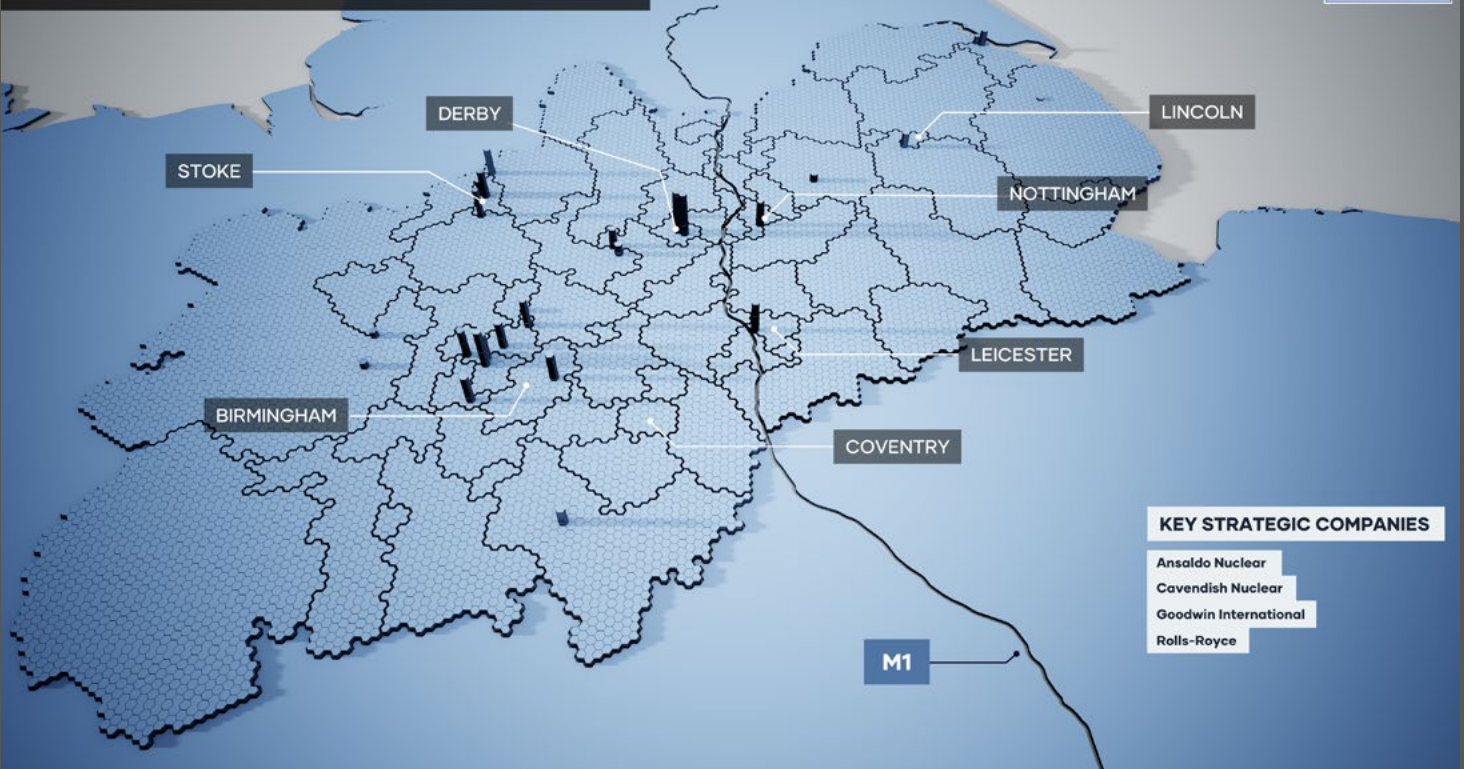 DERBY
LINCOLN
STOKE
NOTTINGHAM
LEICESTER
BIRMINGHAM
COVENTRY
KEY STRATEGIC COMPANIES
Ansaldo Nuclear
Cavendish Nuclear
Goodwin International
Rolls-Royce
M1